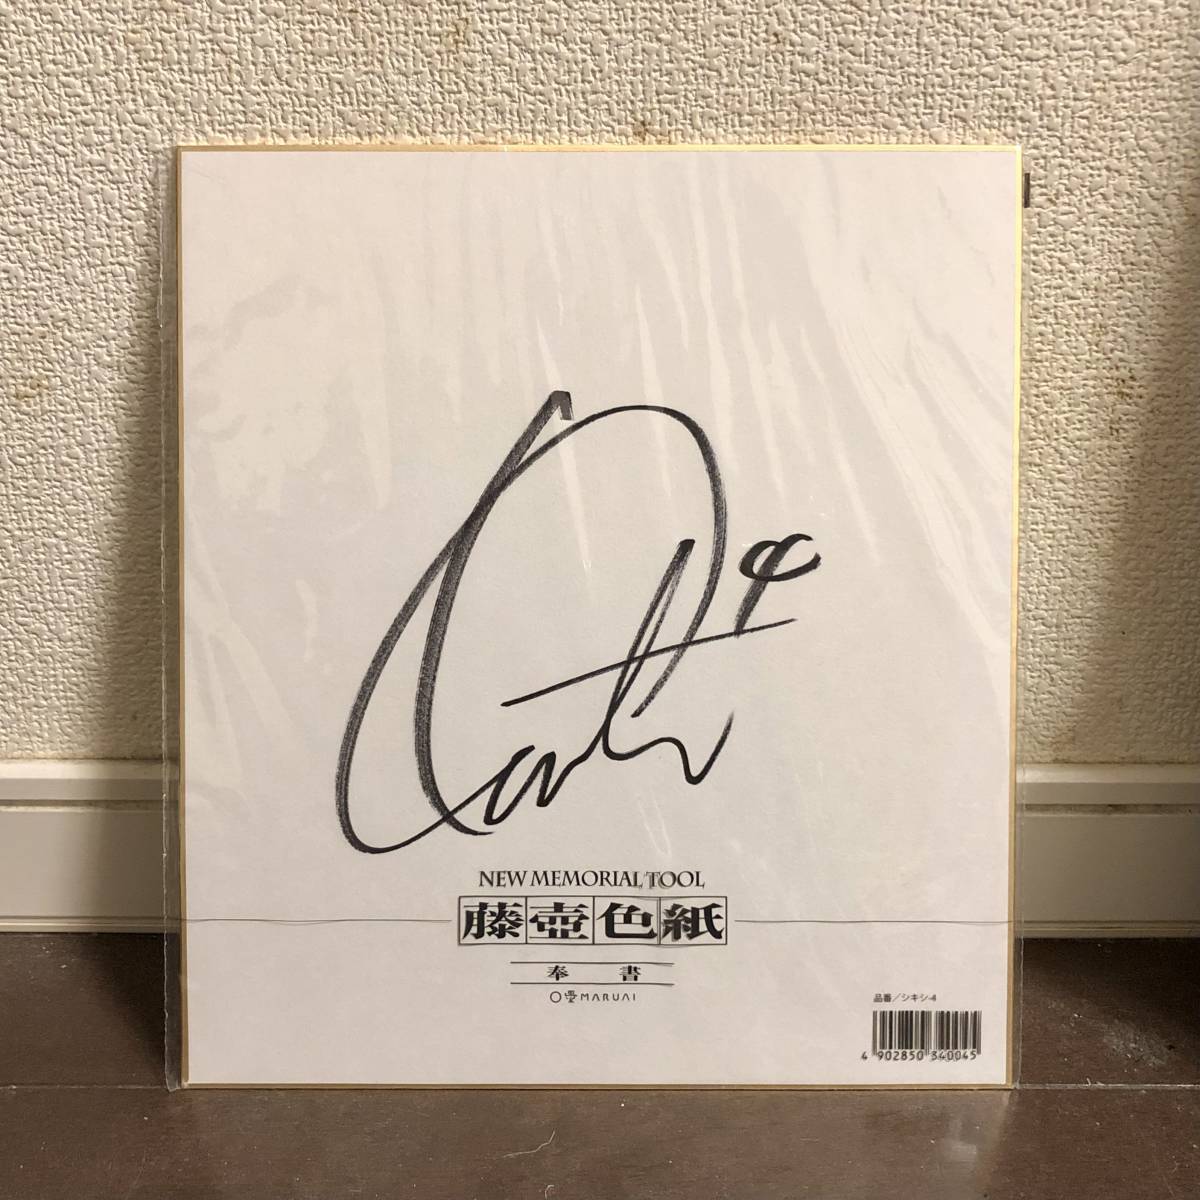 NEW MEMORIAL TOOL
藤壺色紙
奉書
MARUAI
品番/シキシ-4
4 902850 340045